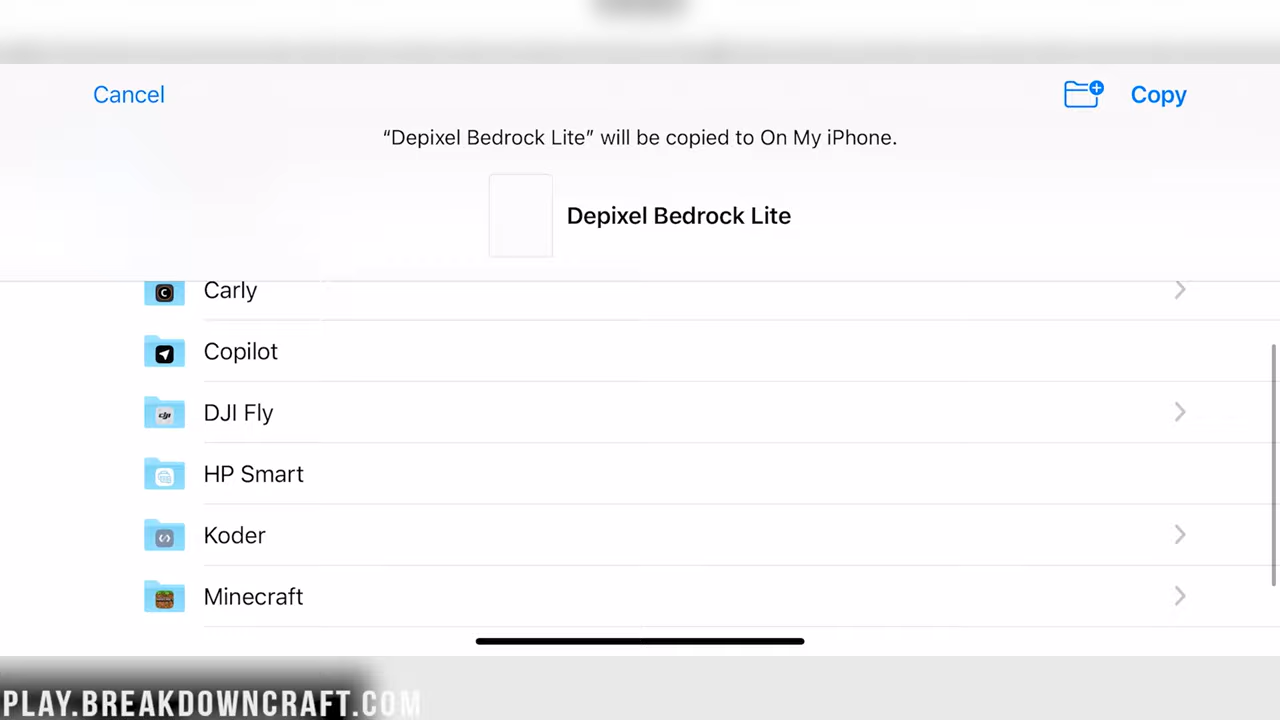 Cancel
Copy
“Depixel Bedrock Lite” will be copied to On My iPhone.
Depixel Bedrock Lite
Carly
Copilot
DJI Fly
HP Smart
Koder
Minecraft
PLAY.BREAKDOWNCRAFT.COM